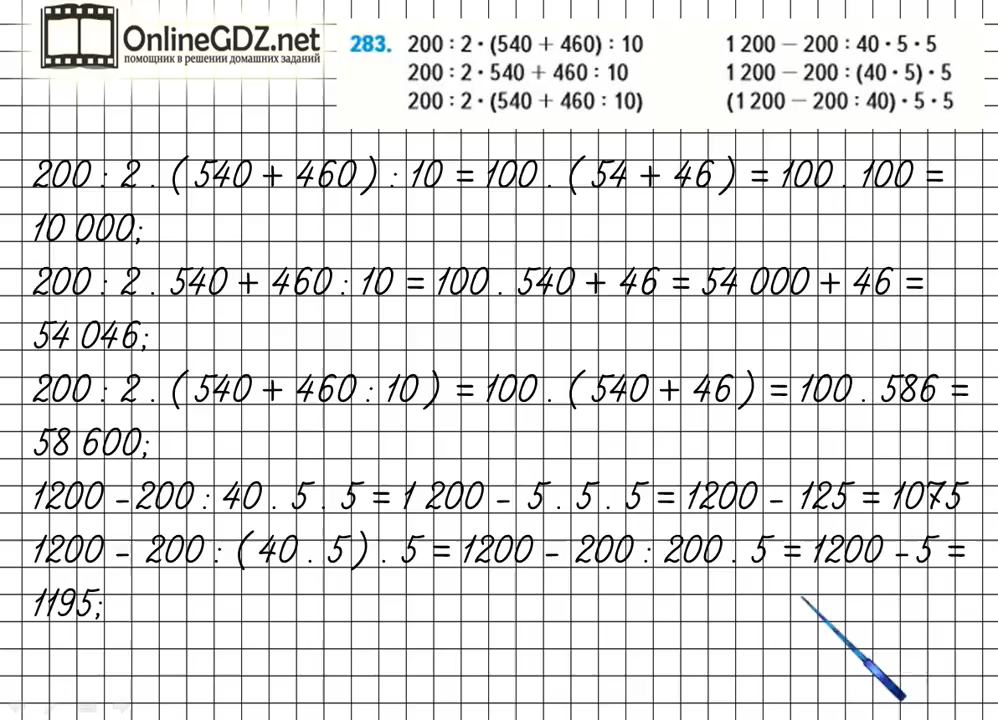 OnlineGDZ.net
помощник в решении домашних заданий
283. 200 : 2 · (540 + 460) : 10
200 : 2 · 540 + 460 : 10
200 : 2 · (540 + 460 : 10)
1 200 − 200 : 40 · 5 · 5
1 200 − 200 : (40 · 5) · 5
(1 200 − 200 : 40) · 5 · 5
200 : 2 . ( 540 + 460 ) : 10 = 100 . ( 54 + 46 ) = 100 . 100 =
10 000;
200 : 2 . 540 + 460 : 10 = 100 . 540 + 46 = 54 000 + 46 =
54 046;
200 : 2 . ( 540 + 460 : 10 ) = 100 . ( 540 + 46 ) = 100 . 586 =
58 600;
1200 - 200 : 40 . 5 . 5 = 1 200 - 5 . 5 . 5 = 1200 - 125 = 1075
1200 - 200 : ( 40 . 5 ) . 5 = 1200 - 200 : 200 . 5 = 1200 - 5 =
1195;